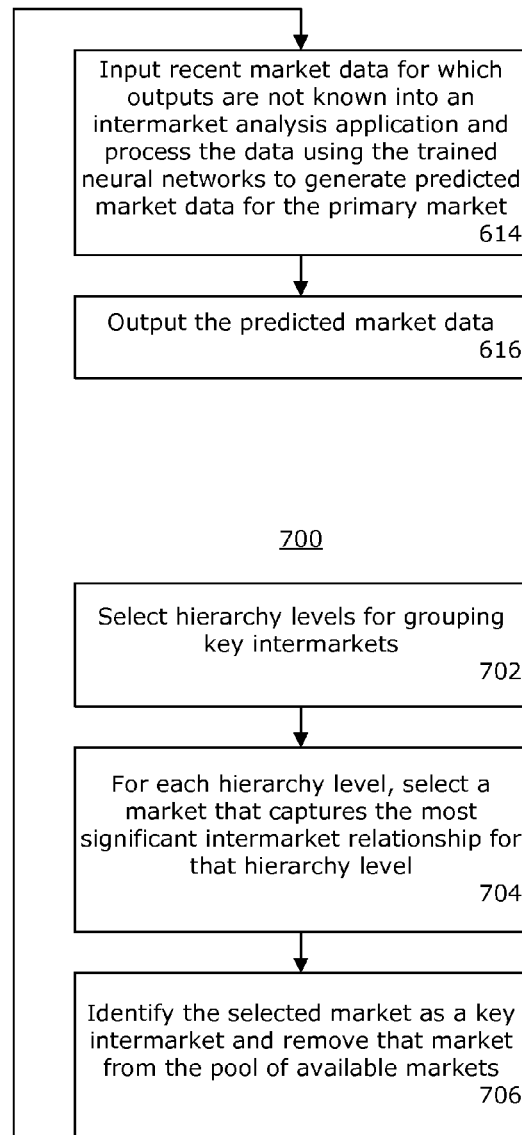 Input recent market data for which
outputs are not known into an
intermarket analysis application and
process the data using the trained
neural networks to generate predicted
market data for the primary market
614
Output the predicted market data
616
700
Select hierarchy levels for grouping
key intermarkets
702
For each hierarchy level, select a
market that captures the most
significant intermarket relationship for
that hierarchy level
704
Identify the selected market as a key
intermarket and remove that market
from the pool of available markets
706